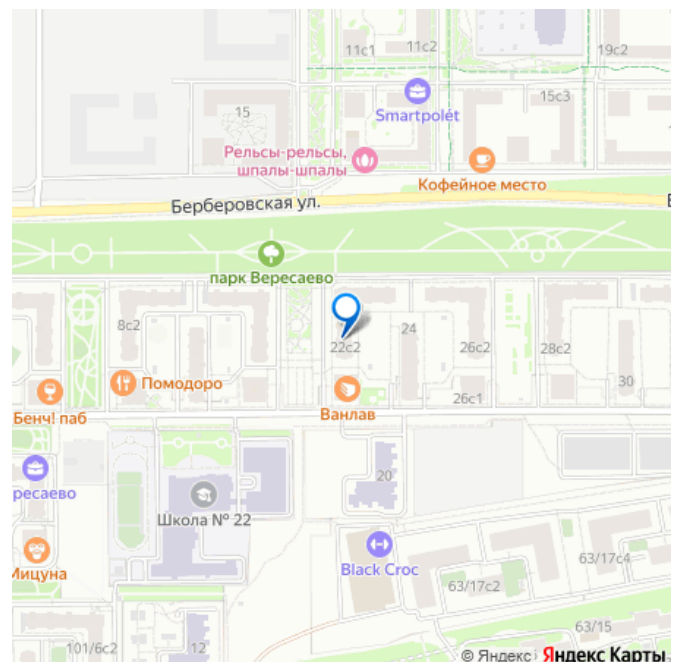 11с1
11с2
19с2
15
Smartpolét
15с3
Рельсы-рельсы,
шпалы-шпалы
Кофейное место
Берберовская ул.
парк Вересаево
8с2
22с2
24
26с2
28с2
30
Помодоро
Бенч! паб
Ванлав
26с1
20
ресаево
Школа № 22
Black Croc
63/17с4
Мицуна
63/17с2
63/15
101/6с2
12
© Яндекс Яндекс Карты